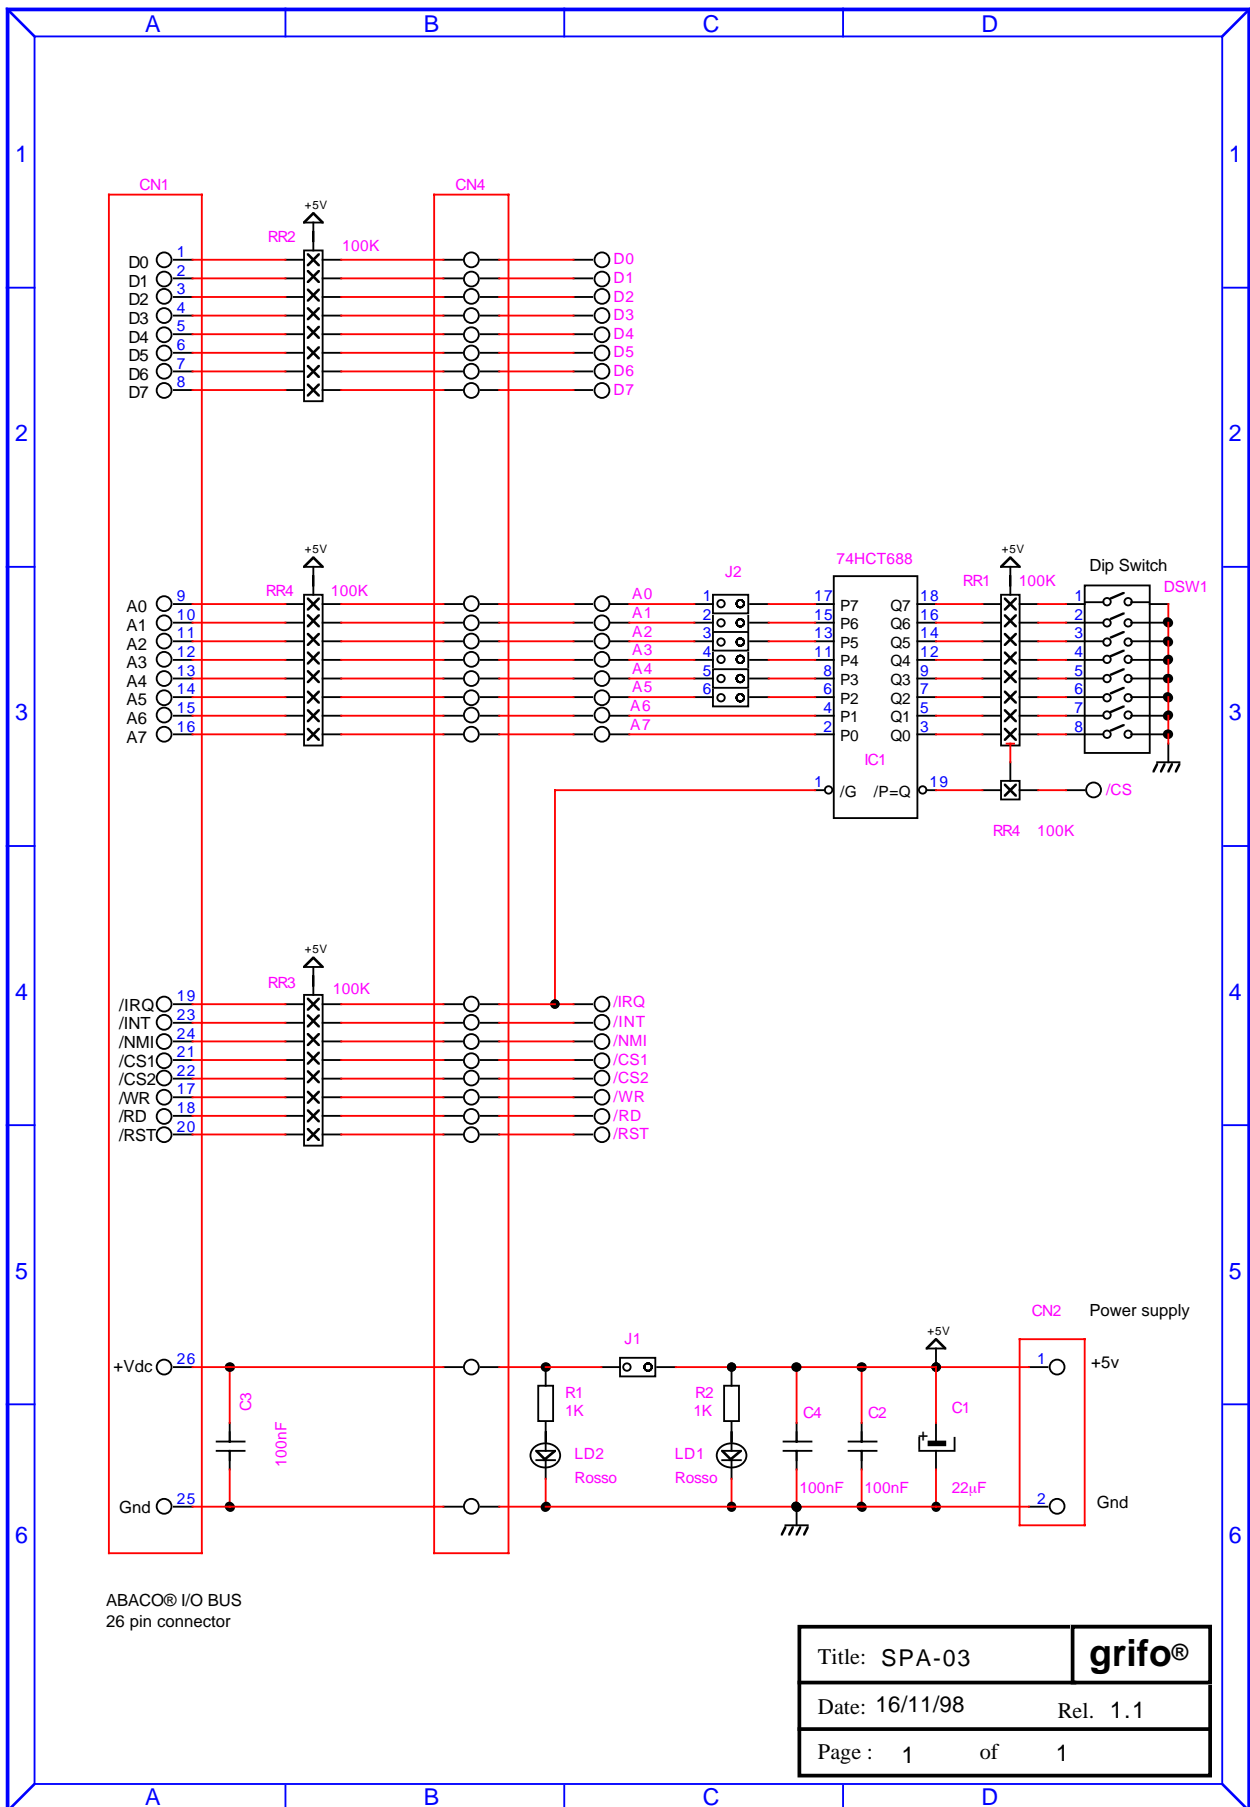 A B C D
1 1
CN1 CN4
+5V
RR2 100K
D0 1 D0
D1 2 D1
D2 3 D2
D3 4 D3
D4 5 D4
D5 6 D5
D6 7 D6
D7 8 D7
2 2
+5V 74HCT688 +5V
RR4 100K J2 RR1 100K Dip Switch DSW1
A0 9 A0 1 17 P7 Q7 18 1
A1 10 A1 2 15 P6 Q6 16 2
A2 11 A2 3 13 P5 Q5 14 3
A3 12 A3 4 11 P4 Q4 12 4
A4 13 A4 5 8 P3 Q3 9 5
A5 14 A5 6 6 P2 Q2 7 6
A6 15 A6 4 P1 Q1 5 7
A7 16 A7 2 P0 Q0 3 8
3 3
IC1
1 /G /P=Q 19 /CS
RR4 100K
+5V
RR3 100K
4 4
/IRQ 19 /IRQ
/INT 23 /INT
/NMI 24 /NMI
/CS1 21 /CS1
/CS2 22 /CS2
/WR 17 /WR
/RD 18 /RD
/RST 20 /RST
5 5
CN2 Power supply
J1 +5V
+Vdc 26 1 +5v
C3 100nF
R1 1K
R2 1K
C4 C2 C1
+
LD2 Rosso
LD1 Rosso
100nF 100nF 22µF
Gnd 25 2 Gnd
6 6
ABACO® I/O BUS
26 pin connector
Title: SPA-03 grifo®
Date: 16/11/98 Rel. 1.1
Page : 1 of 1
A B C D